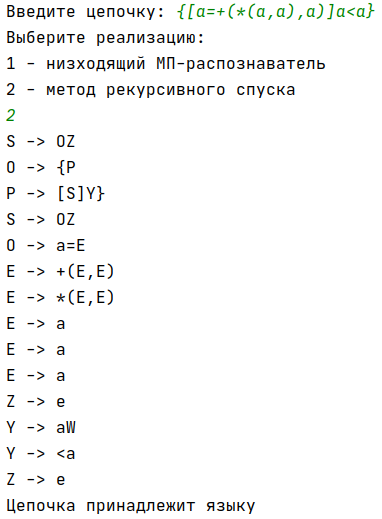 Введите цепочку: {[a=+(*(a,a),a)]a<a}
Выберите реализацию:
1 - низходящий МП-распознаватель
2 - метод рекурсивного спуска
2
S -> OZ
O -> {P
P -> [S]Y}
S -> OZ
O -> a=E
E -> +(E,E)
E -> *(E,E)
E -> a
E -> a
E -> a
Z -> e
Y -> aW
Y -> <a
Z -> e
Цепочка принадлежит языку